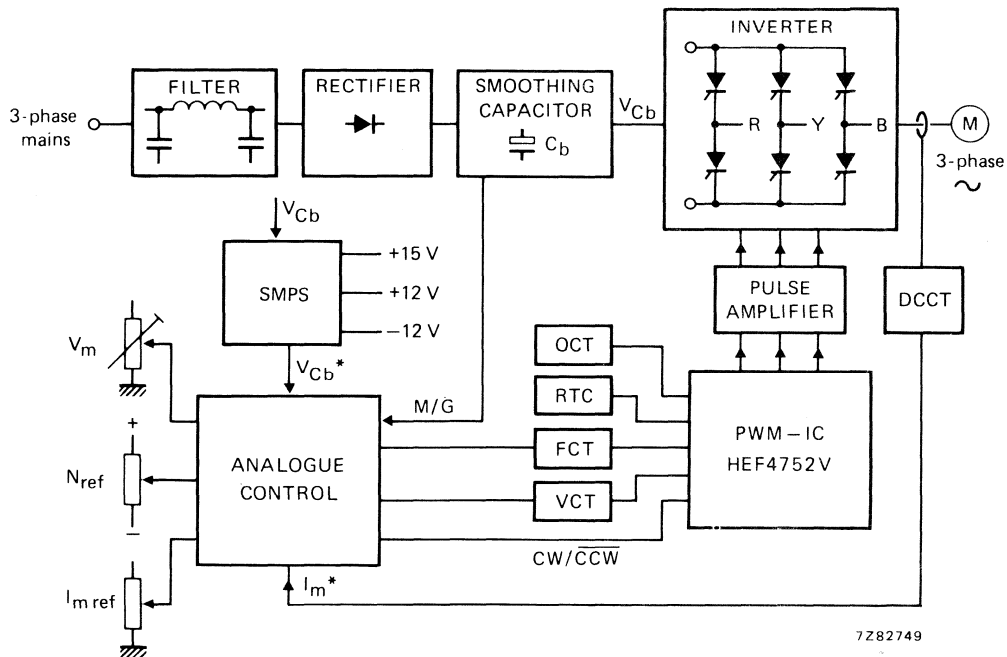 FILTER
RECTIFIER
SMOOTHING
CAPACITOR
C_b
INVERTER
R
Y
B
3-phase
mains
V_Cb
M
3-phase
∼
V_Cb
SMPS
+15 V
+12 V
−12 V
V_Cb*
PULSE
AMPLIFIER
DCCT
V_m
OCT
RTC
FCT
VCT
M/G
ANALOGUE
CONTROL
PWM – IC
HEF4752V
+
N_ref
−
I_m ref
CW/C̅C̅W̅
I_m*
7Z82749